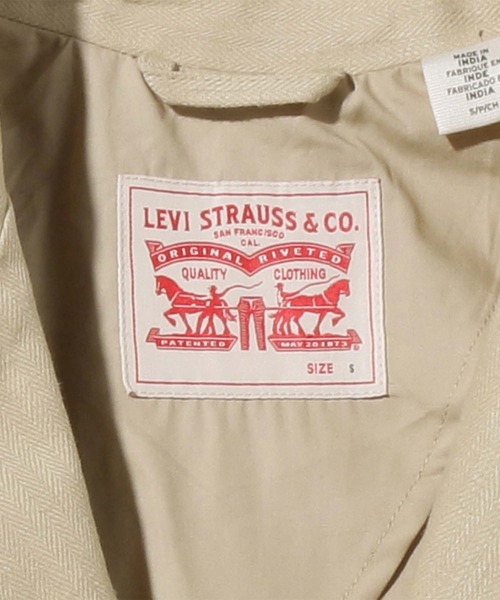 MADE IN
INDIA
FABRIQUE EN
INDE
FABRICADO
INDIA
S/P/CH
LEVI STRAUSS & CO.
SAN FRANCISCO
CAL.
ORIGINAL RIVETED
QUALITY CLOTHING
PATENTED MAY 20 1873
®
SIZE S